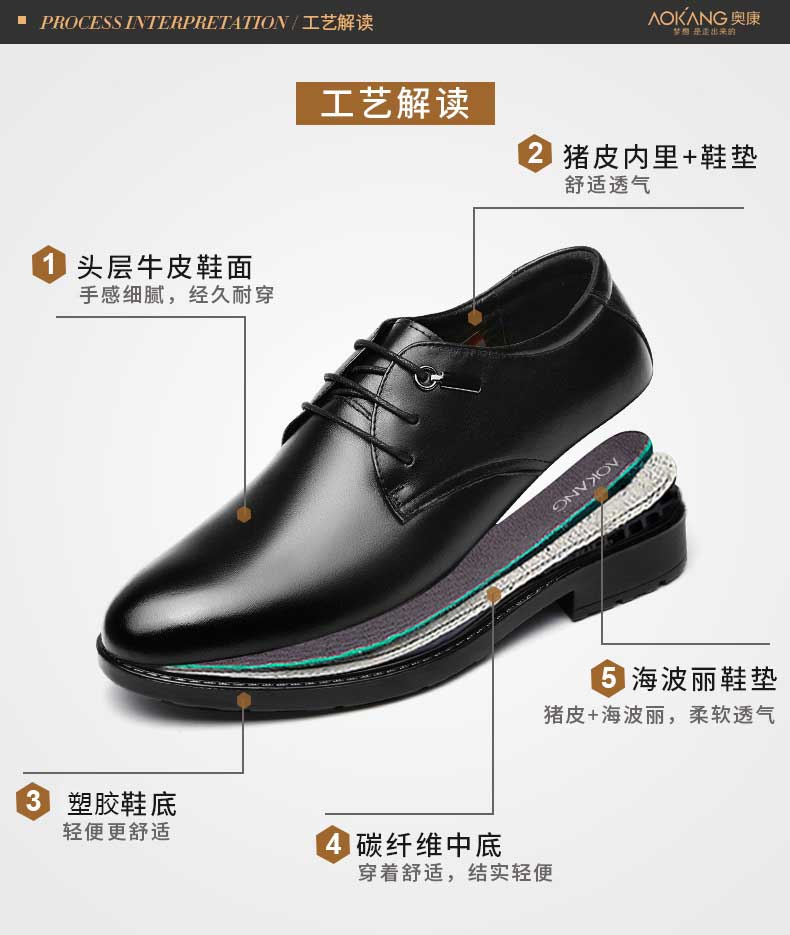 PROCESS INTERPRETATION / 工艺解读
AOKANG 奥康
梦想 是走出来的
工艺解读
2 猪皮内里+鞋垫
舒适透气
1 头层牛皮鞋面
手感细腻，经久耐穿
AOKANG
5 海波丽鞋垫
猪皮+海波丽，柔软透气
3 塑胶鞋底
轻便更舒适
4 碳纤维中底
穿着舒适，结实轻便